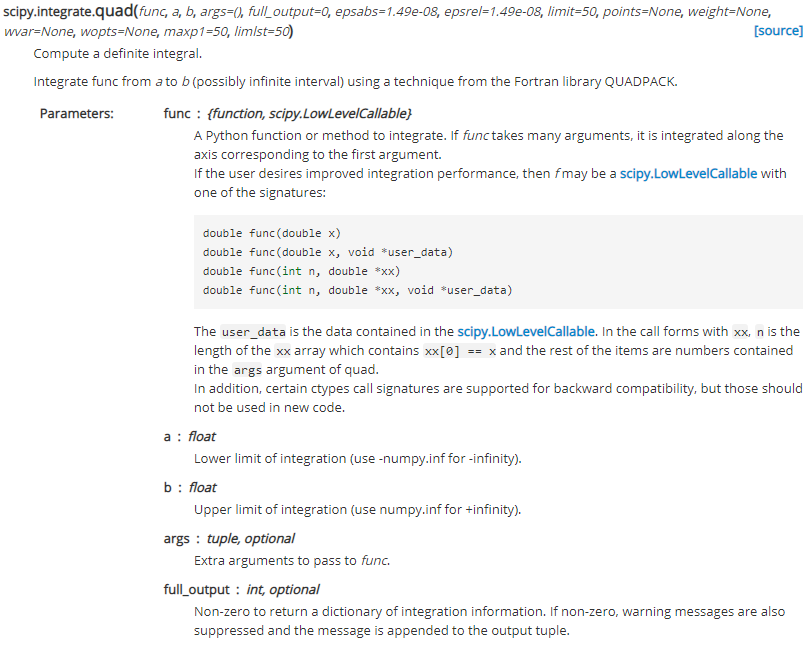 scipy.integrate.quad(func, a, b, args=(), full_output=0, epsabs=1.49e-08, epsrel=1.49e-08, limit=50, points=None, weight=None,
wvar=None, wopts=None, maxp1=50, limlst=50) [source]
Compute a definite integral.
Integrate func from a to b (possibly infinite interval) using a technique from the Fortran library QUADPACK.
Parameters: func : {function, scipy.LowLevelCallable}
A Python function or method to integrate. If func takes many arguments, it is integrated along the
axis corresponding to the first argument.
If the user desires improved integration performance, then f may be a scipy.LowLevelCallable with
one of the signatures:
double func(double x)
double func(double x, void *user_data)
double func(int n, double *xx)
double func(int n, double *xx, void *user_data)
The user_data is the data contained in the scipy.LowLevelCallable. In the call forms with xx, n is the
length of the xx array which contains xx[0] == x and the rest of the items are numbers contained
in the args argument of quad.
In addition, certain ctypes call signatures are supported for backward compatibility, but those should
not be used in new code.
a : float
Lower limit of integration (use -numpy.inf for -infinity).
b : float
Upper limit of integration (use numpy.inf for +infinity).
args : tuple, optional
Extra arguments to pass to func.
full_output : int, optional
Non-zero to return a dictionary of integration information. If non-zero, warning messages are also
suppressed and the message is appended to the output tuple.